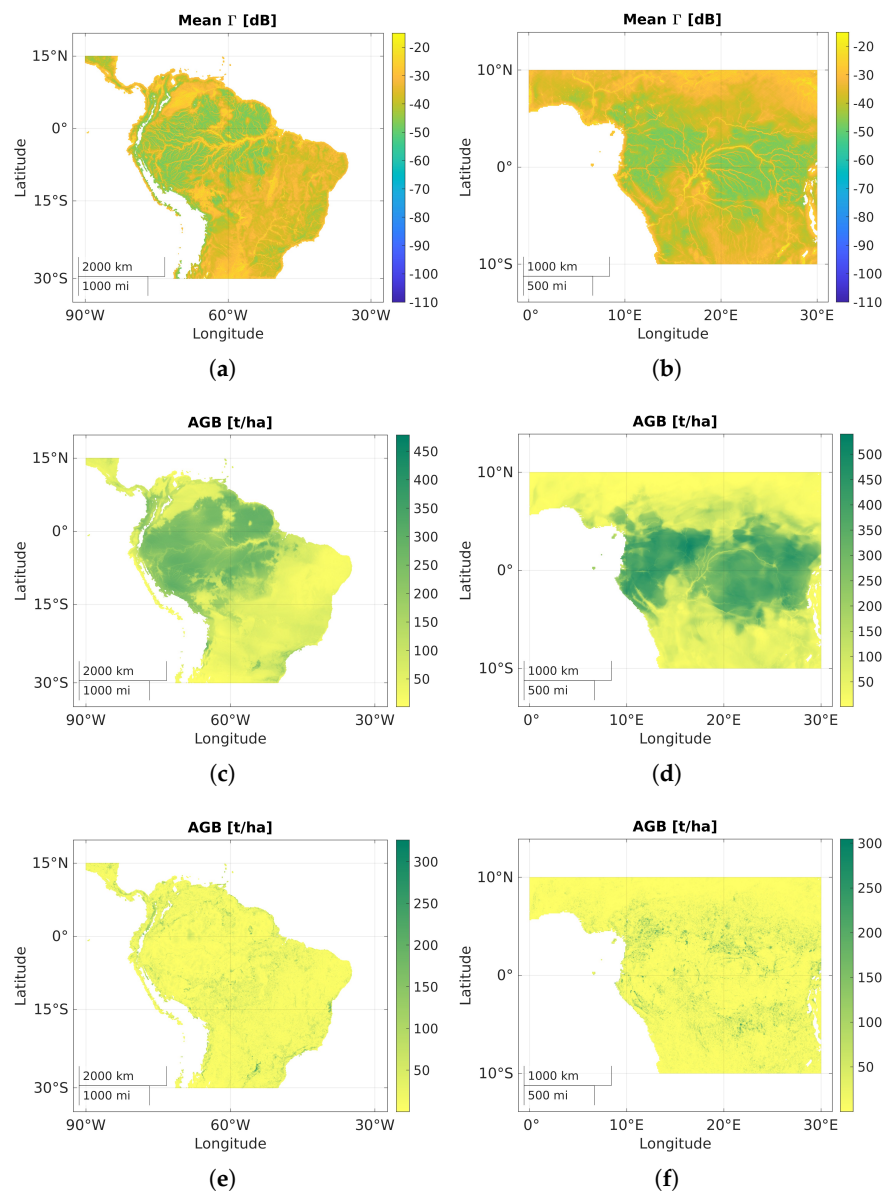 Mean Γ [dB]
15°N
0°
15°S
30°S
Latitude
2000 km
1000 mi
90°W
60°W
30°W
Longitude
-20
-30
-40
-50
-60
-70
-80
-90
-100
-110
(a)
Mean Γ [dB]
10°N
0°
10°S
Latitude
1000 km
500 mi
0°
10°E
20°E
30°E
Longitude
-20
-30
-40
-50
-60
-70
-80
-90
-100
-110
(b)
AGB [t/ha]
15°N
0°
15°S
30°S
Latitude
2000 km
1000 mi
90°W
60°W
30°W
Longitude
450
400
350
300
250
200
150
100
50
(c)
AGB [t/ha]
10°N
0°
10°S
Latitude
1000 km
500 mi
0°
10°E
20°E
30°E
Longitude
500
450
400
350
300
250
200
150
100
50
(d)
AGB [t/ha]
15°N
0°
15°S
30°S
Latitude
2000 km
1000 mi
90°W
60°W
30°W
Longitude
300
250
200
150
100
50
(e)
AGB [t/ha]
10°N
0°
10°S
Latitude
1000 km
500 mi
0°
10°E
20°E
30°E
Longitude
300
250
200
150
100
50
(f)